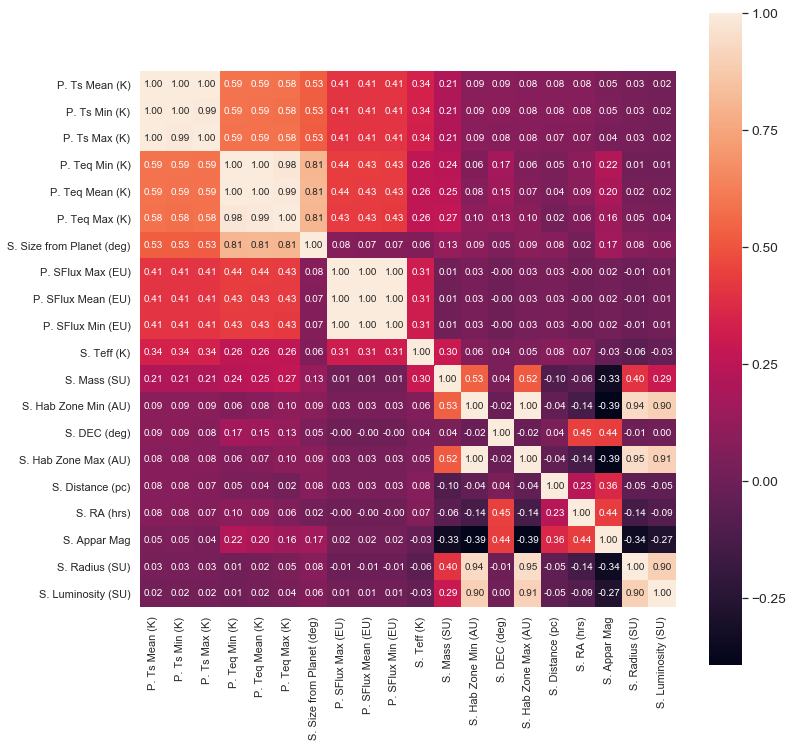 1.00
P. Ts Mean (K) 1.00 1.00 1.00 0.59 0.59 0.58 0.53 0.41 0.41 0.41 0.34 0.21 0.09 0.09 0.08 0.08 0.08 0.05 0.03 0.02
P. Ts Min (K) 1.00 1.00 0.99 0.59 0.59 0.58 0.53 0.41 0.41 0.41 0.34 0.21 0.09 0.09 0.08 0.08 0.08 0.05 0.03 0.02
P. Ts Max (K) 1.00 0.99 1.00 0.59 0.59 0.58 0.53 0.41 0.41 0.41 0.34 0.21 0.09 0.08 0.08 0.07 0.07 0.04 0.03 0.02
0.75
P. Teq Min (K) 0.59 0.59 0.59 1.00 1.00 0.98 0.81 0.44 0.43 0.43 0.26 0.24 0.06 0.17 0.06 0.05 0.10 0.22 0.01 0.01
P. Teq Mean (K) 0.59 0.59 0.59 1.00 1.00 0.99 0.81 0.44 0.43 0.43 0.26 0.25 0.08 0.15 0.07 0.04 0.09 0.20 0.02 0.02
P. Teq Max (K) 0.58 0.58 0.58 0.98 0.99 1.00 0.81 0.43 0.43 0.43 0.26 0.27 0.10 0.13 0.10 0.02 0.06 0.16 0.05 0.04
S. Size from Planet (deg) 0.53 0.53 0.53 0.81 0.81 0.81 1.00 0.08 0.07 0.07 0.06 0.13 0.09 0.05 0.09 0.08 0.02 0.17 0.08 0.06
0.50
P. SFlux Max (EU) 0.41 0.41 0.41 0.44 0.44 0.43 0.08 1.00 1.00 1.00 0.31 0.01 0.03 -0.00 0.03 0.03 -0.00 0.02 -0.01 0.01
P. SFlux Mean (EU) 0.41 0.41 0.41 0.43 0.43 0.43 0.07 1.00 1.00 1.00 0.31 0.01 0.03 -0.00 0.03 0.03 -0.00 0.02 -0.01 0.01
P. SFlux Min (EU) 0.41 0.41 0.41 0.43 0.43 0.43 0.07 1.00 1.00 1.00 0.31 0.01 0.03 -0.00 0.03 0.03 -0.00 0.02 -0.01 0.01
S. Teff (K) 0.34 0.34 0.34 0.26 0.26 0.26 0.06 0.31 0.31 0.31 1.00 0.30 0.06 0.04 0.05 0.08 0.07 -0.03 -0.06 -0.03
0.25
S. Mass (SU) 0.21 0.21 0.21 0.24 0.25 0.27 0.13 0.01 0.01 0.01 0.30 1.00 0.53 0.04 0.52 -0.10 -0.06 -0.33 0.40 0.29
S. Hab Zone Min (AU) 0.09 0.09 0.09 0.06 0.08 0.10 0.09 0.03 0.03 0.03 0.06 0.53 1.00 -0.02 1.00 -0.04 -0.14 -0.39 0.94 0.90
S. DEC (deg) 0.09 0.09 0.08 0.17 0.15 0.13 0.05 -0.00 -0.00 -0.00 0.04 0.04 -0.02 1.00 -0.02 0.04 0.45 0.44 -0.01 0.00
S. Hab Zone Max (AU) 0.08 0.08 0.08 0.06 0.07 0.10 0.09 0.03 0.03 0.03 0.05 0.52 1.00 -0.02 1.00 -0.04 -0.14 -0.39 0.95 0.91
0.00
S. Distance (pc) 0.08 0.08 0.07 0.05 0.04 0.02 0.08 0.03 0.03 0.03 0.08 -0.10 -0.04 0.04 -0.04 1.00 0.23 0.36 -0.05 -0.05
S. RA (hrs) 0.08 0.08 0.07 0.10 0.09 0.06 0.02 -0.00 -0.00 -0.00 0.07 -0.06 -0.14 0.45 -0.14 0.23 1.00 0.44 -0.14 -0.09
S. Appar Mag 0.05 0.05 0.04 0.22 0.20 0.16 0.17 0.02 0.02 0.02 -0.03 -0.33 -0.39 0.44 -0.39 0.36 0.44 1.00 -0.34 -0.27
S. Radius (SU) 0.03 0.03 0.03 0.01 0.02 0.05 0.08 -0.01 -0.01 -0.01 -0.06 0.40 0.94 -0.01 0.95 -0.05 -0.14 -0.34 1.00 0.90
S. Luminosity (SU) 0.02 0.02 0.02 0.01 0.02 0.04 0.06 0.01 0.01 0.01 -0.03 0.29 0.90 0.00 0.91 -0.05 -0.09 -0.27 0.90 1.00
-0.25
P. Ts Mean (K)
P. Ts Min (K)
P. Ts Max (K)
P. Teq Min (K)
P. Teq Mean (K)
P. Teq Max (K)
S. Size from Planet (deg)
P. SFlux Max (EU)
P. SFlux Mean (EU)
P. SFlux Min (EU)
S. Teff (K)
S. Mass (SU)
S. Hab Zone Min (AU)
S. DEC (deg)
S. Hab Zone Max (AU)
S. Distance (pc)
S. RA (hrs)
S. Appar Mag
S. Radius (SU)
S. Luminosity (SU)